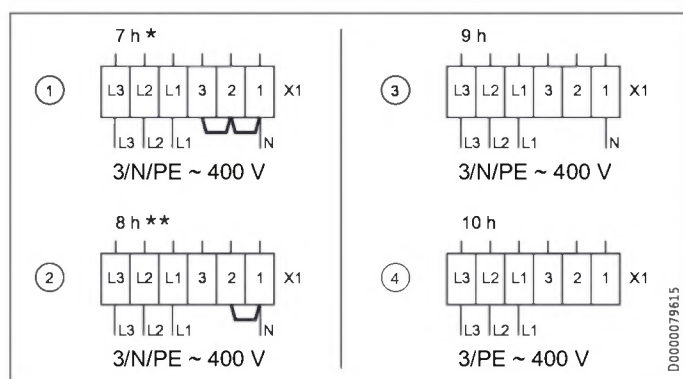 7 h *
1
L3 L2 L1 3 2 1 X1
L3 L2 L1 N
3/N/PE ~ 400 V
8 h **
2
L3 L2 L1 3 2 1 X1
L3 L2 L1 N
3/N/PE ~ 400 V
9 h
3
L3 L2 L1 3 2 1 X1
L3 L2 L1 N
3/N/PE ~ 400 V
10 h
4
L3 L2 L1 3 2 1 X1
L3 L2 L1
3/PE ~ 400 V
D0000079615